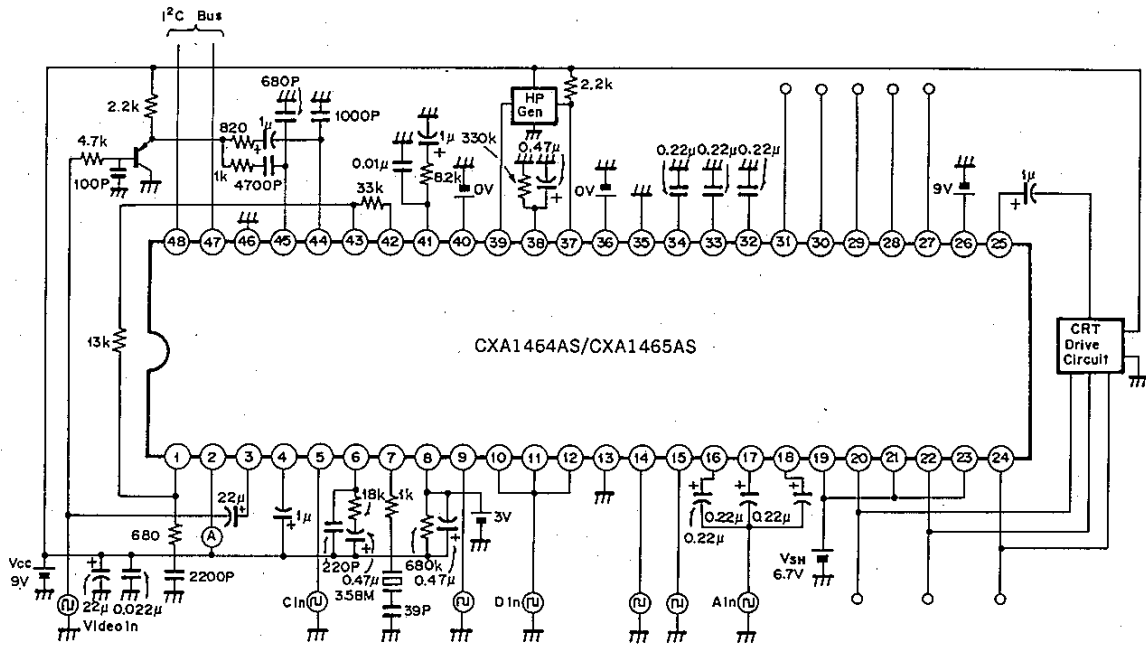 I²C Bus
680P
2.2k
1μ
820
1000P
4.7k
1k
4700P
100P
33k
0.01μ
1μ
82k
0V
HP Gen
2.2k
330k
0.47μ
0V
0.22μ 0.22μ 0.22μ
9V
1μ
48 47 46 45 44 43 42 41 40 39 38 37 36 35 34 33 32 31 30 29 28 27 26 25
13k
CXA1464AS/CXA1465AS
CRT
Drive
Circuit
1 2 3 4 5 6 7 8 9 10 11 12 13 14 15 16 17 18 19 20 21 22 23 24
22μ
A
680
1μ
18k
1k
3V
220P
0.47μ
680k
0.47μ
0.22μ 0.22μ
0.22μ
Vcc
9V
22μ
0.022μ
2200P
3.58M
39P
VSH
6.7V
Video in
C in
D in
A in